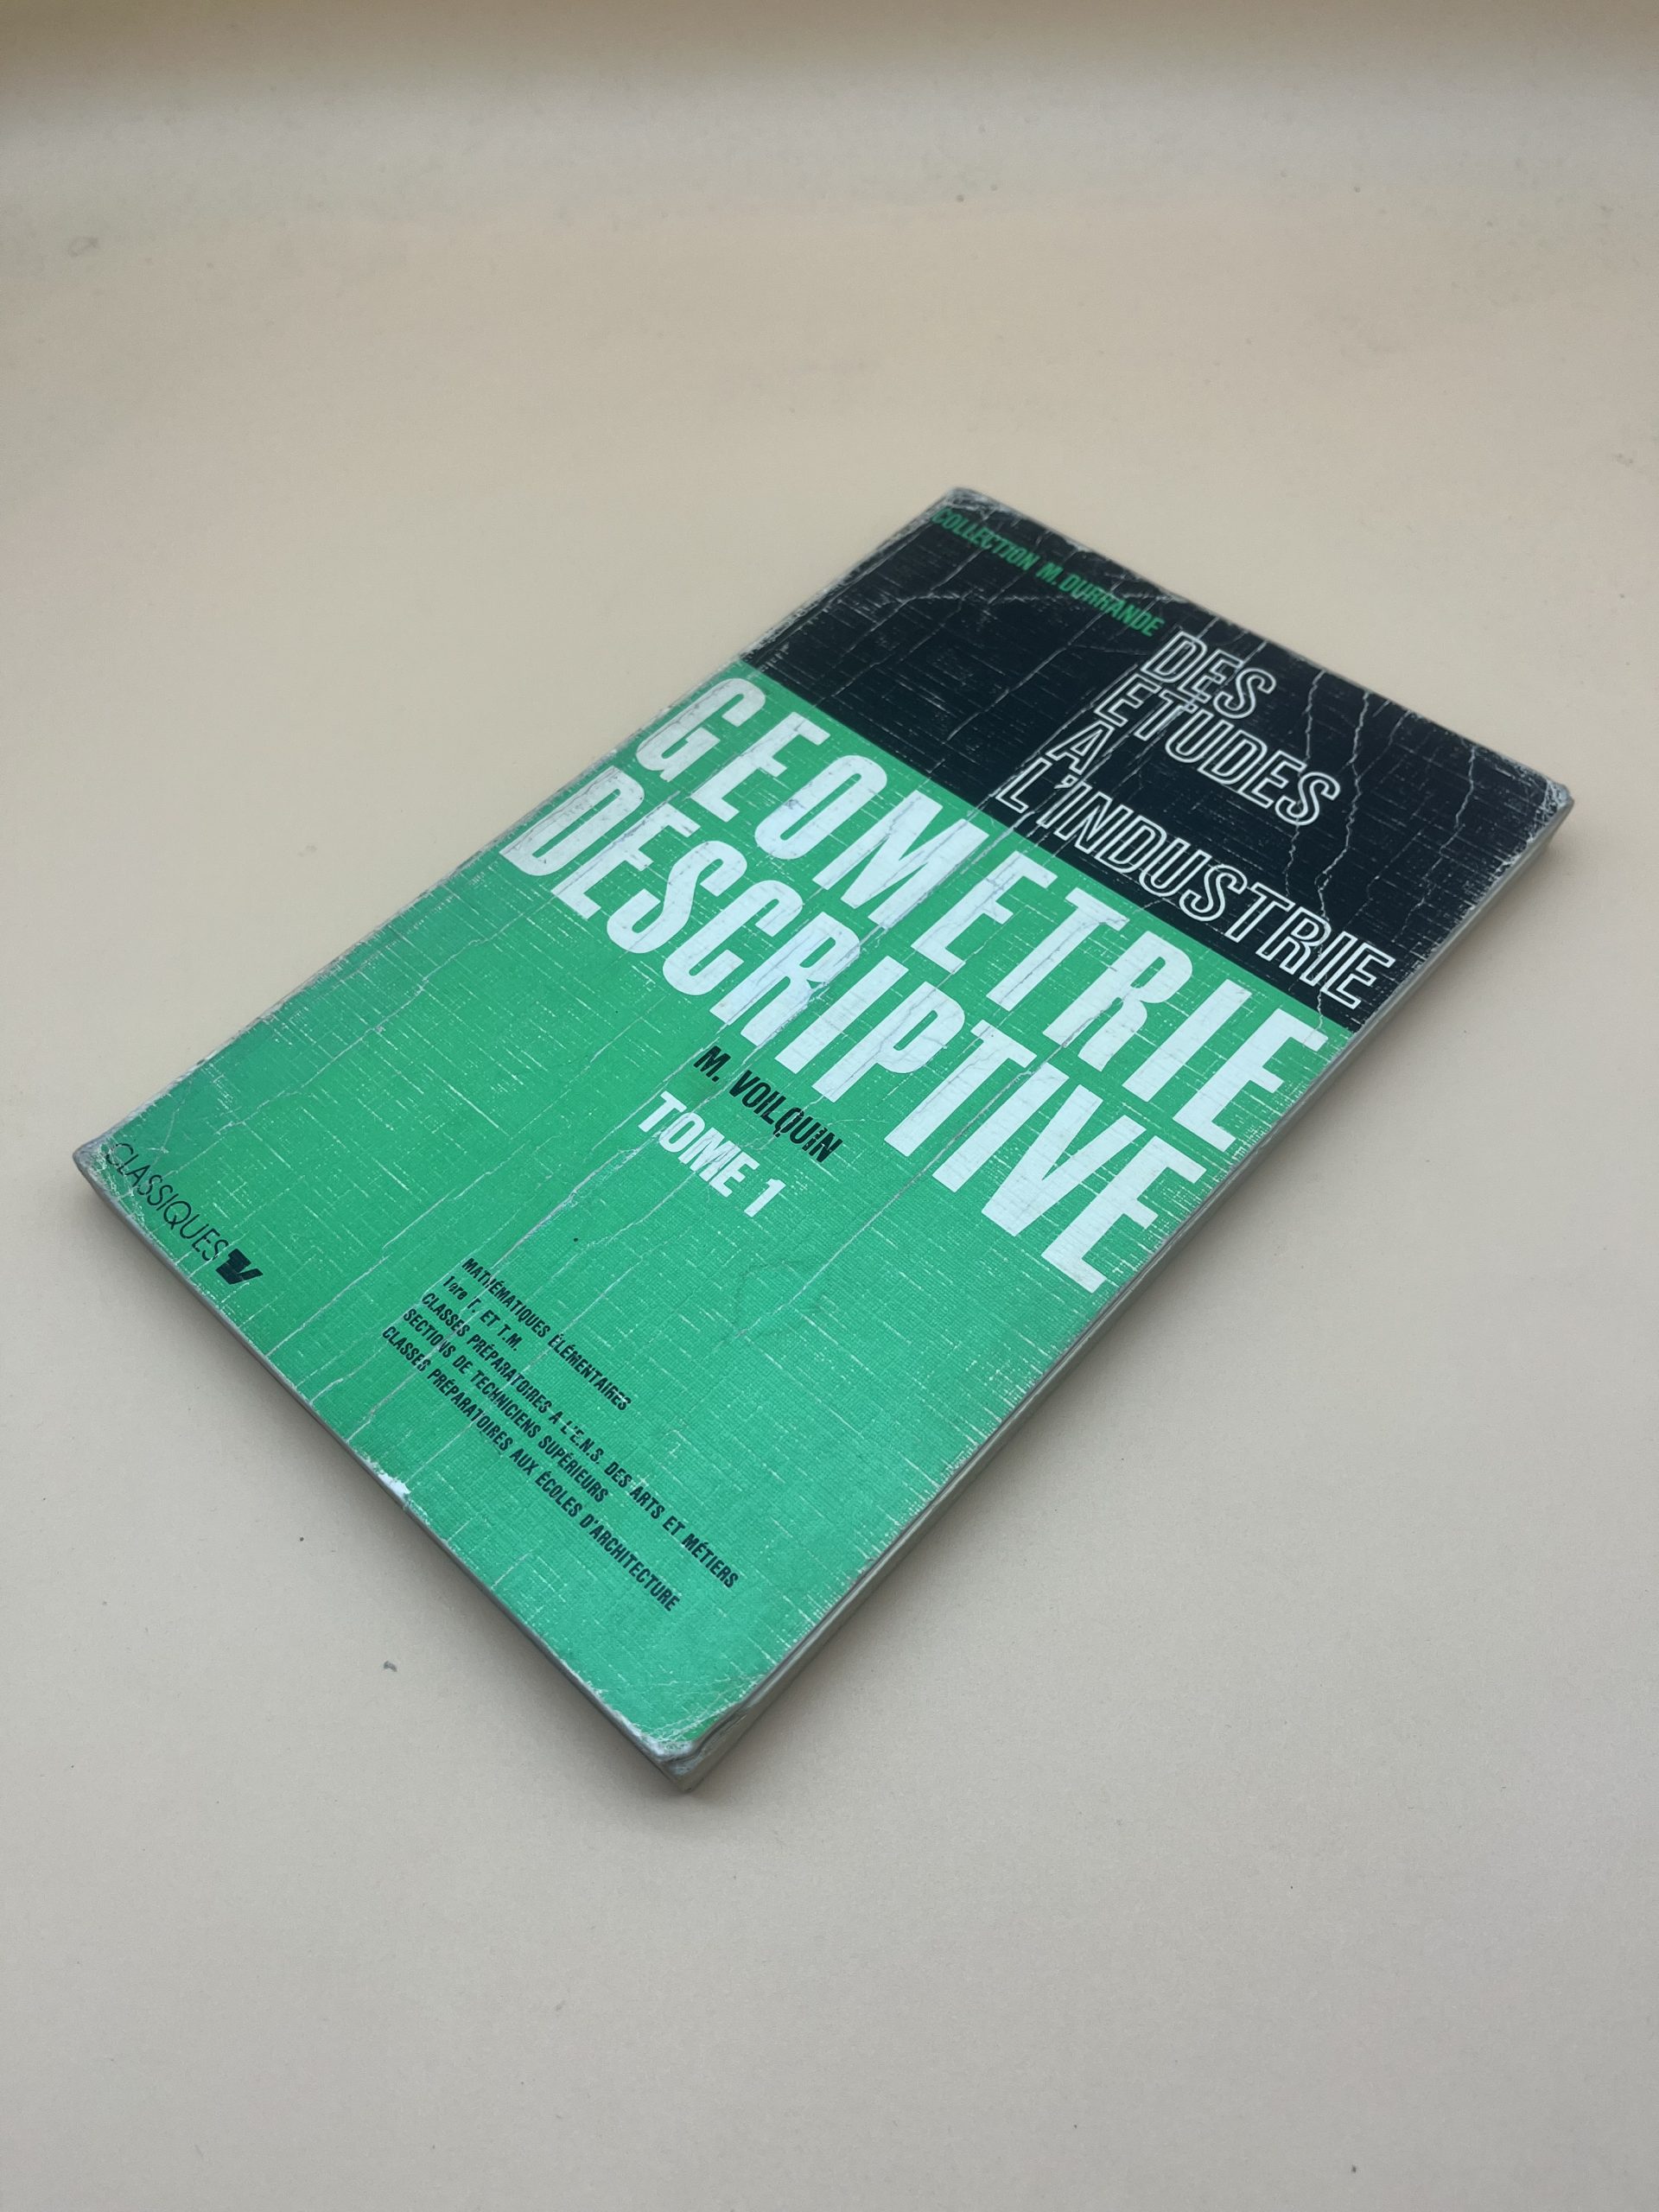 COLLECTION M. DURRANDE
DES
ETUDES
A
L'INDUSTRIE
GEOMETRIE
DESCRIPTIVE
M. VOILQUIN
TOME 1
MATHÉMATIQUES ÉLÉMENTAIRES
1ere T. ET T.M.
CLASSES PRÉPARATOIRES A L'E.N.S. DES ARTS ET MÉTIERS
SECTIONS DE TECHNICIENS SUPÉRIEURS
CLASSES PRÉPARATOIRES AUX ÉCOLES D'ARCHITECTURE
CLASSIQUES